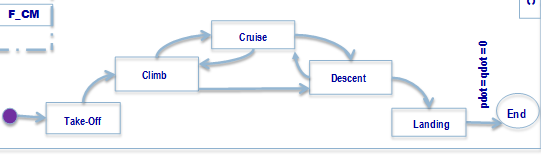 F_CM
Cruise
Climb
Descent
Take-Off
Landing
pdot = qdot = 0
End